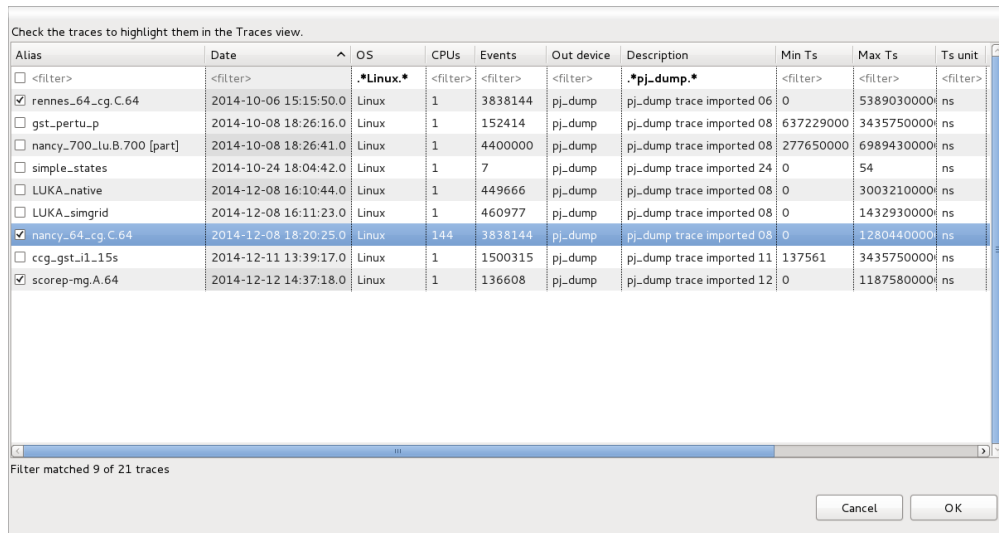 Check the traces to highlight them in the Traces view.
Alias Date OS CPUs Events Out device Description Min Ts Max Ts Ts unit
<filter> <filter> .*Linux.* <filter> <filter> <filter> .*pj_dump.* <filter> <filter> <filter>
rennes_64_cg.C.64 2014-10-06 15:15:50.0 Linux 1 3838144 pj_dump pj_dump trace imported 06 0 5389030000 ns
gst_pertu_p 2014-10-08 18:26:16.0 Linux 1 152414 pj_dump pj_dump trace imported 08 637229000 3435750000 ns
nancy_700_lu.B.700 [part] 2014-10-08 18:26:41.0 Linux 1 4400000 pj_dump pj_dump trace imported 08 277650000 6989430000 ns
simple_states 2014-10-24 18:04:42.0 Linux 1 7 pj_dump pj_dump trace imported 24 0 54 ns
LUKA_native 2014-12-08 16:10:44.0 Linux 1 449666 pj_dump pj_dump trace imported 08 0 3003210000 ns
LUKA_simgrid 2014-12-08 16:11:23.0 Linux 1 460977 pj_dump pj_dump trace imported 08 0 1432930000 ns
nancy_64_cg.C.64 2014-12-08 18:20:25.0 Linux 144 3838144 pj_dump pj_dump trace imported 08 0 1280440000 ns
ccg_gst_i1_15s 2014-12-11 13:39:17.0 Linux 1 1500315 pj_dump pj_dump trace imported 11 137561 3435750000 ns
scorep-mg.A.64 2014-12-12 14:37:18.0 Linux 1 136608 pj_dump pj_dump trace imported 12 0 1187580000 ns
Filter matched 9 of 21 traces
Cancel OK